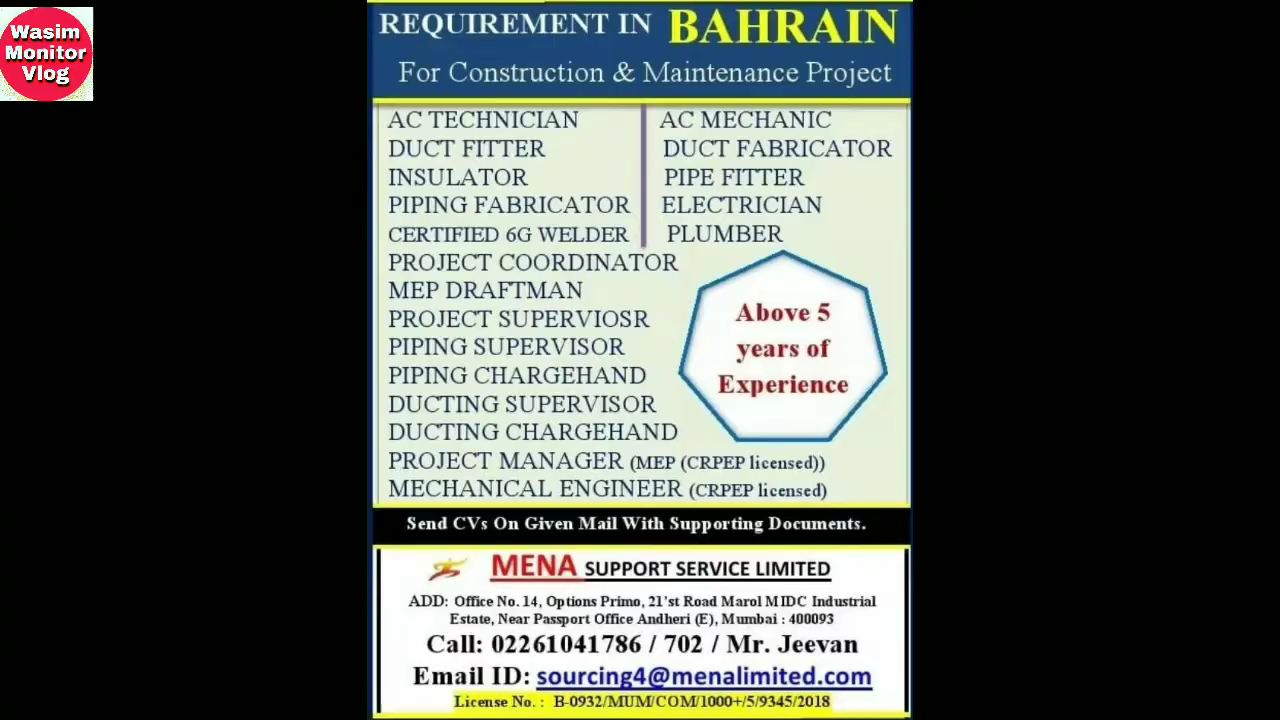 Wasim
Monitor
Vlog
REQUIREMENT IN BAHRAIN
For Construction & Maintenance Project
AC TECHNICIAN
DUCT FITTER
INSULATOR
PIPING FABRICATOR
CERTIFIED 6G WELDER
AC MECHANIC
DUCT FABRICATOR
PIPE FITTER
ELECTRICIAN
PLUMBER
PROJECT COORDINATOR
MEP DRAFTMAN
PROJECT SUPERVIOSR
PIPING SUPERVISOR
PIPING CHARGEHAND
DUCTING SUPERVISOR
DUCTING CHARGEHAND
PROJECT MANAGER (MEP (CRPEP licensed))
MECHANICAL ENGINEER (CRPEP licensed)
Above 5
years of
Experience
Send CVs On Given Mail With Supporting Documents.
MENA SUPPORT SERVICE LIMITED
ADD: Office No. 14, Options Primo, 21'st Road Marol MIDC Industrial
Estate, Near Passport Office Andheri (E), Mumbai : 400093
Call: 02261041786 / 702 / Mr. Jeevan
Email ID: sourcing4@menalimited.com
License No. : B-0932/MUM/COM/1000+/5/9345/2018